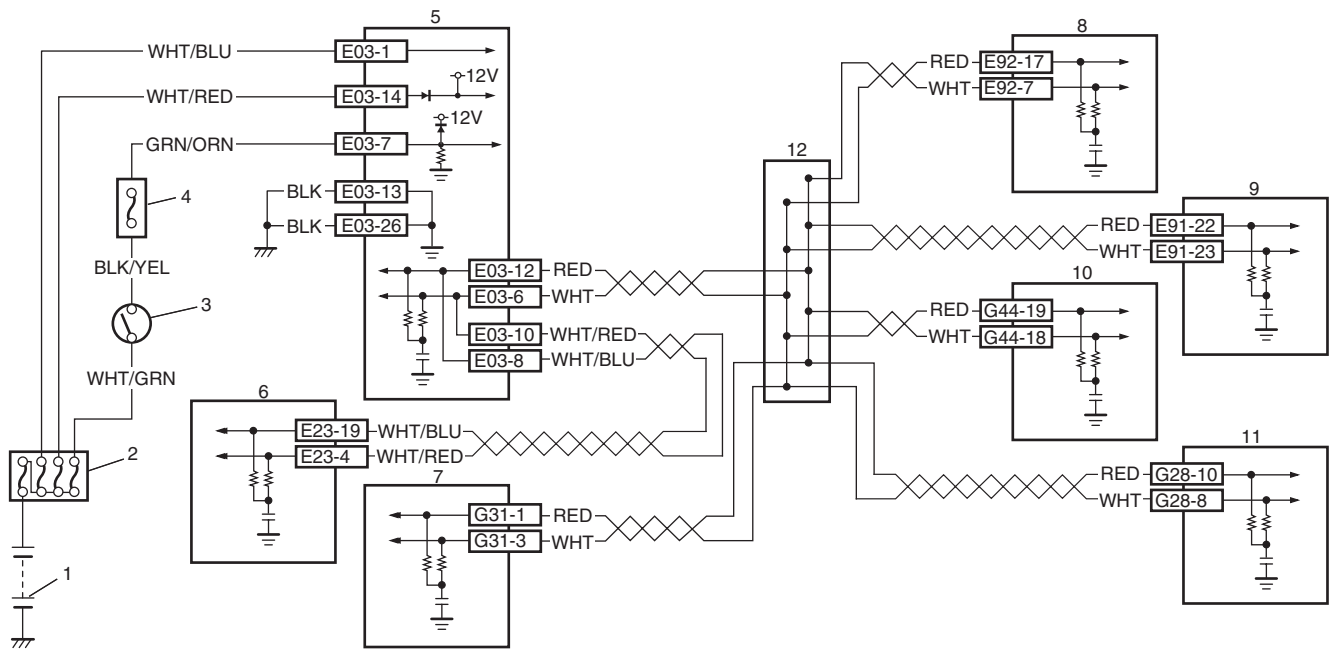 5
WHT/BLU
E03-1
WHT/RED
E03-14
12V
GRN/ORN
E03-7
12V
4
BLK
E03-13
BLK
E03-26
BLK/YEL
3
WHT/GRN
2
1
E03-12
RED
E03-6
WHT
E03-10
WHT/RED
E03-8
WHT/BLU
6
E23-19
WHT/BLU
E23-4
WHT/RED
7
G31-1
RED
G31-3
WHT
12
8
RED
E92-17
WHT
E92-7
9
RED
E91-22
WHT
E91-23
10
RED
G44-19
WHT
G44-18
11
RED
G28-10
WHT
G28-8